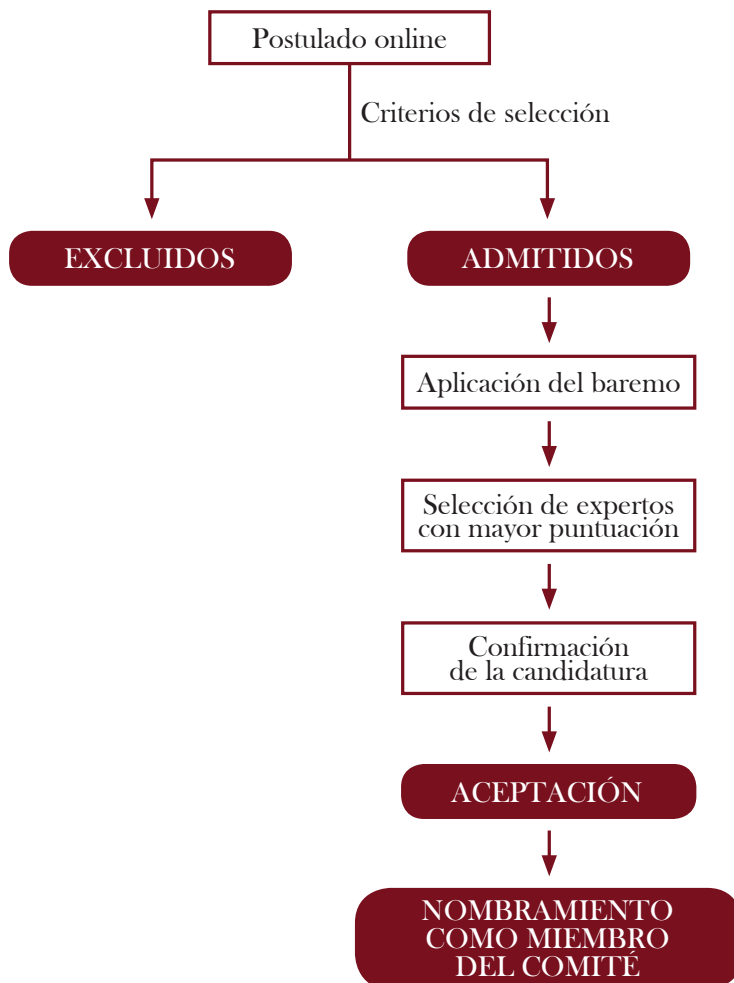 Postulado online
Criterios de selección
EXCLUIDOS
ADMITIDOS
Aplicación del baremo
Selección de expertos
con mayor puntuación
Confirmación
de la candidatura
ACEPTACIÓN
NOMBRAMIENTO
COMO MIEMBRO
DEL COMITÉ